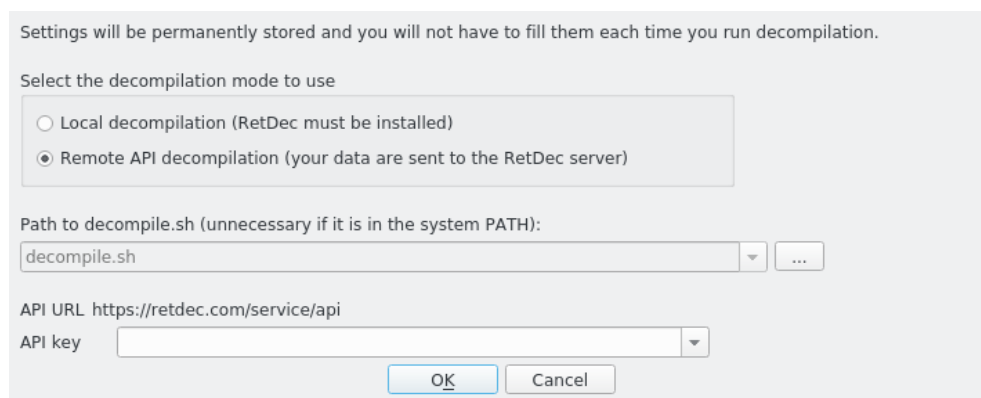 Settings will be permanently stored and you will not have to fill them each time you run decompilation.
Select the decompilation mode to use
Local decompilation (RetDec must be installed)
Remote API decompilation (your data are sent to the RetDec server)
Path to decompile.sh (unnecessary if it is in the system PATH):
decompile.sh
...
API URL https://retdec.com/service/api
API key
OK Cancel